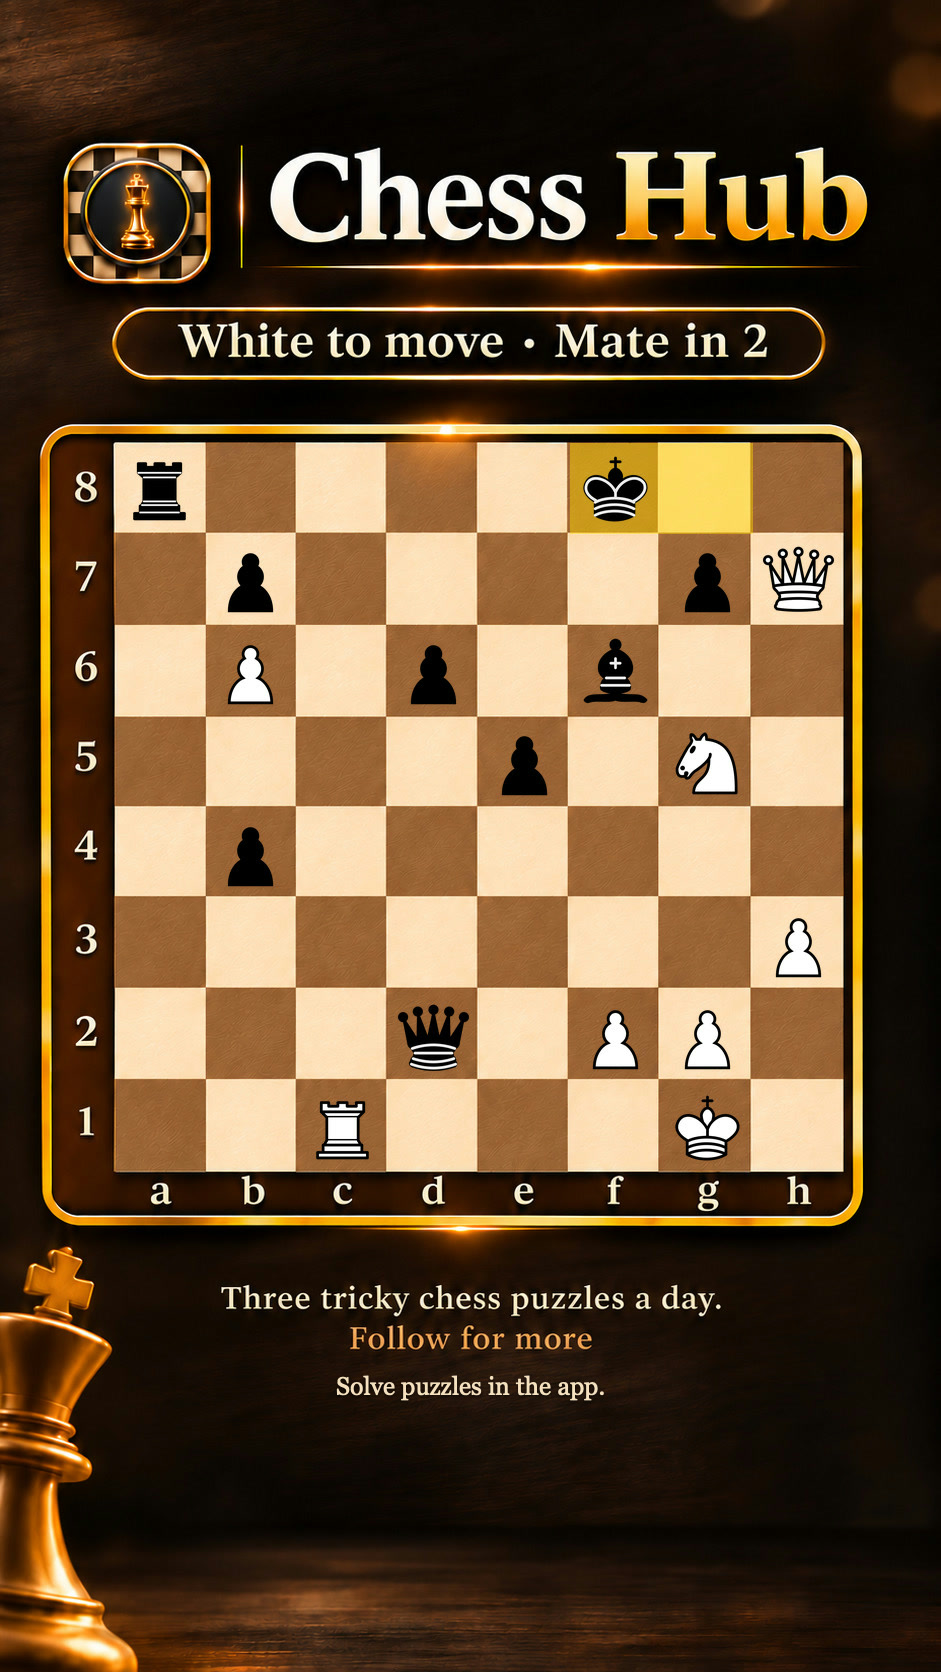 Chess Hub
White to move • Mate in 2
8
7
6
5
4
3
2
1
a b c d e f g h
Three tricky chess puzzles a day.
Follow for more
Solve puzzles in the app.